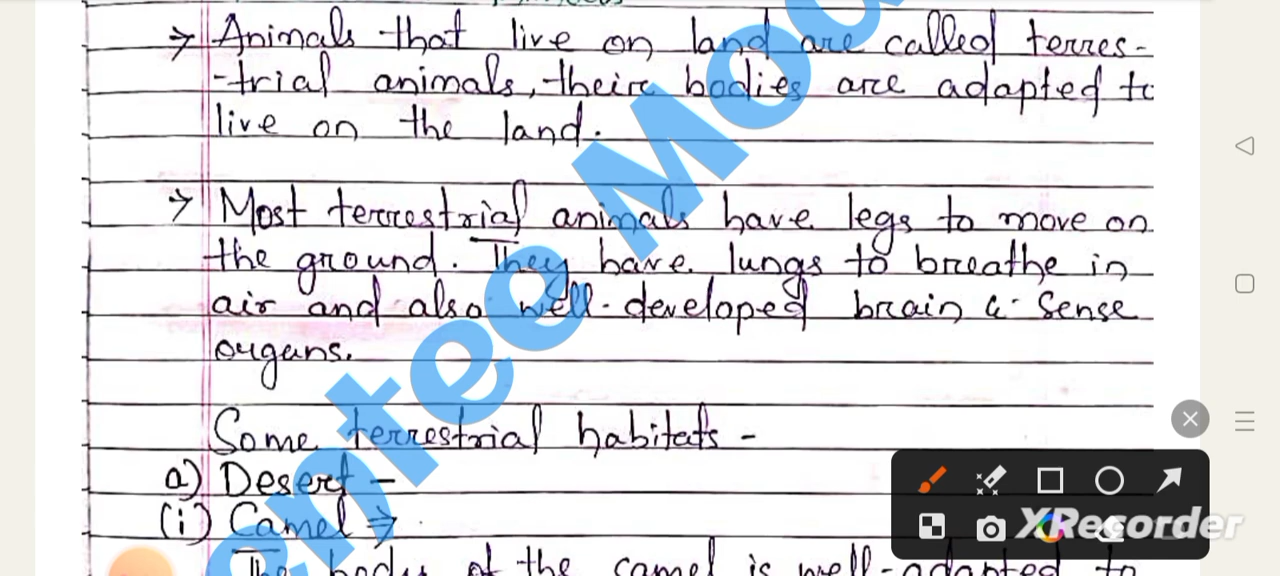 → Animals that live on land are called terres-
-trial animals, their bodies are adapted to
live on the land.
→ Most terrestrial animals have legs to move on
the ground. They have lungs to breathe in
air and also well-developed brain & sense
organs.
Some terrestrial habitats -
a) Desert -
(i) Camel ⇒
The body of the camel is well-adapted to
entee Mod
XRecorder